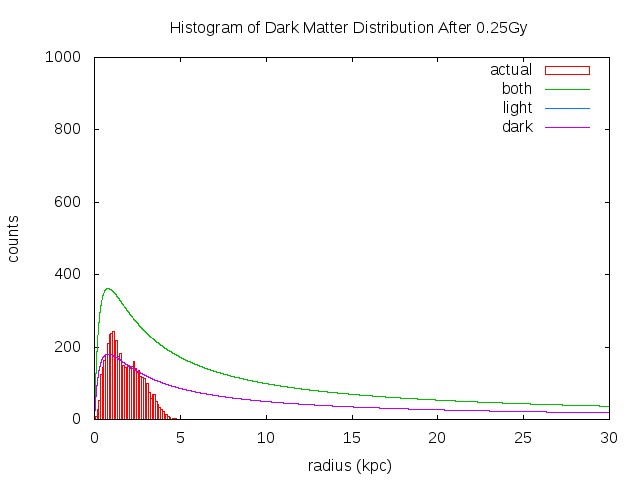 Histogram of Dark Matter Distribution After 0.25Gy
1000
800
600
400
200
0
counts
actual
both
light
dark
0 5 10 15 20 25 30
radius (kpc)